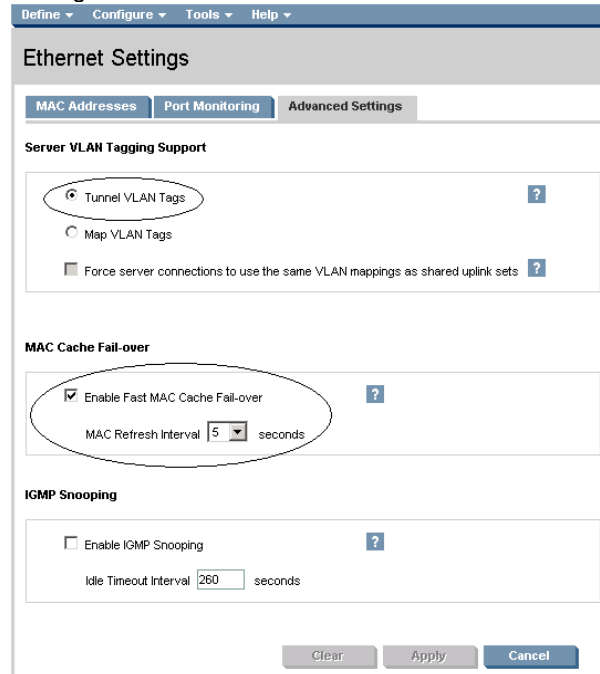 Define Configure Tools Help
Ethernet Settings
MAC Addresses Port Monitoring Advanced Settings
Server VLAN Tagging Support
Tunnel VLAN Tags ?
Map VLAN Tags
Force server connections to use the same VLAN mappings as shared uplink sets ?
MAC Cache Fail-over
Enable Fast MAC Cache Fail-over ?
MAC Refresh Interval 5 seconds
IGMP Snooping
Enable IGMP Snooping ?
Idle Timeout Interval 260 seconds
Clear Apply Cancel